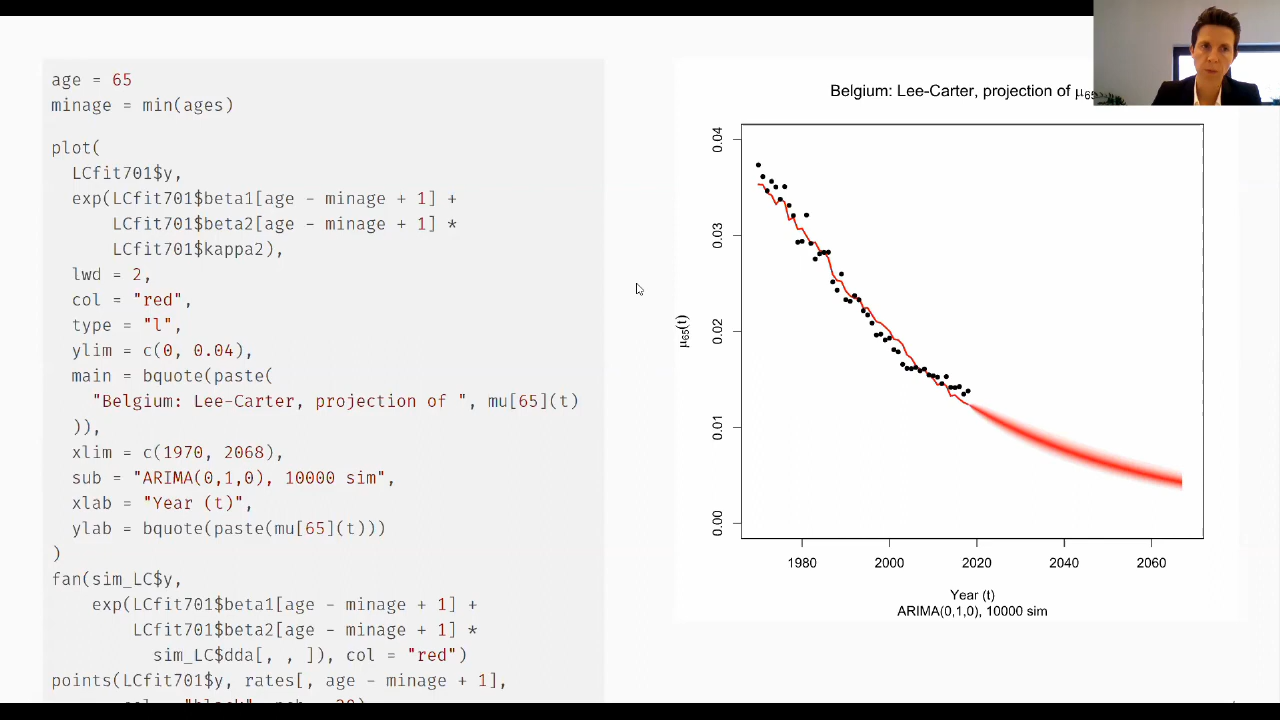 age = 65
minage = min(ages)
plot(
LCfit701$y,
exp(LCfit701$beta1[age - minage + 1] +
LCfit701$beta2[age - minage + 1] *
LCfit701$kappa2),
lwd = 2,
col = "red",
type = "l",
ylim = c(0, 0.04),
main = bquote(paste(
"Belgium: Lee-Carter, projection of ", mu[65](t)
)),
xlim = c(1970, 2068),
sub = "ARIMA(0,1,0), 10000 sim",
xlab = "Year (t)",
ylab = bquote(paste(mu[65](t)))
)
fan(sim_LC$y,
exp(LCfit701$beta1[age - minage + 1] +
LCfit701$beta2[age - minage + 1] *
sim_LC$dda[, , ]), col = "red")
points(LCfit701$y, rates[, age - minage + 1],
Belgium: Lee-Carter, projection of μ65
0.04
0.03
0.02
0.01
0.00
μ65(t)
1980 2000 2020 2040 2060
Year (t)
ARIMA(0,1,0), 10000 sim